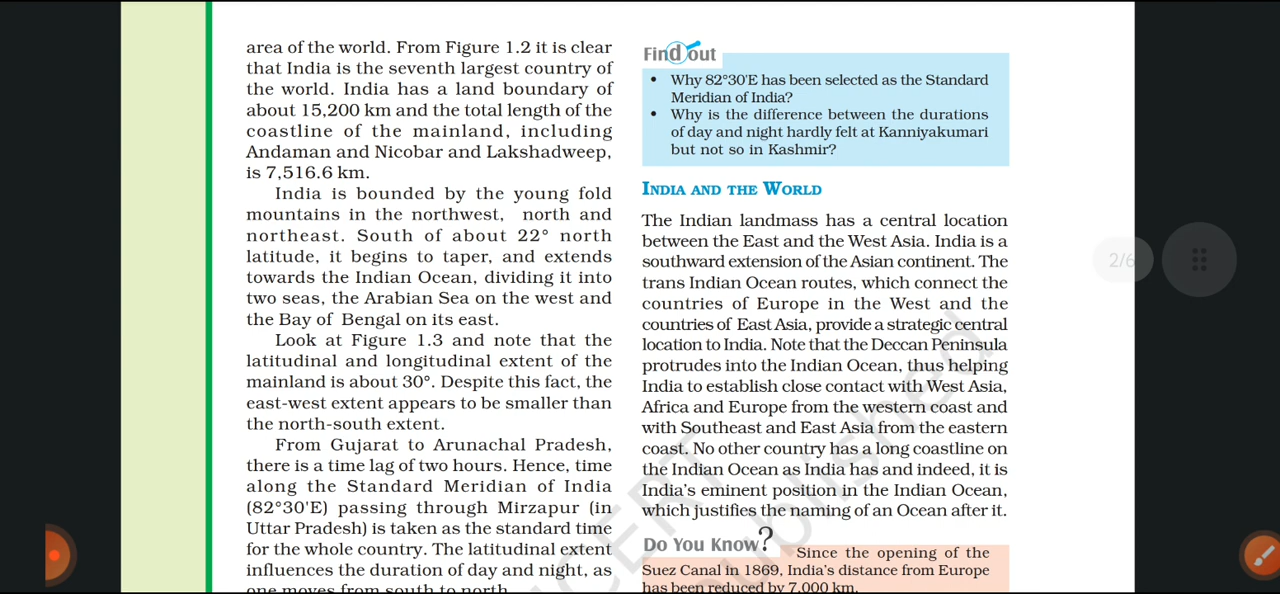 area of the world. From Figure 1.2 it is clear
that India is the seventh largest country of
the world. India has a land boundary of
about 15,200 km and the total length of the
coastline of the mainland, including
Andaman and Nicobar and Lakshadweep,
is 7,516.6 km.
India is bounded by the young fold
mountains in the northwest, north and
northeast. South of about 22° north
latitude, it begins to taper, and extends
towards the Indian Ocean, dividing it into
two seas, the Arabian Sea on the west and
the Bay of Bengal on its east.
Look at Figure 1.3 and note that the
latitudinal and longitudinal extent of the
mainland is about 30°. Despite this fact, the
east-west extent appears to be smaller than
the north-south extent.
From Gujarat to Arunachal Pradesh,
there is a time lag of two hours. Hence, time
along the Standard Meridian of India
(82°30'E) passing through Mirzapur (in
Uttar Pradesh) is taken as the standard time
for the whole country. The latitudinal extent
influences the duration of day and night, as
one moves from south to north.
Find out
• Why 82°30'E has been selected as the Standard
Meridian of India?
• Why is the difference between the durations
of day and night hardly felt at Kanniyakumari
but not so in Kashmir?
INDIA AND THE WORLD
The Indian landmass has a central location
between the East and the West Asia. India is a
southward extension of the Asian continent. The
trans Indian Ocean routes, which connect the
countries of Europe in the West and the
countries of East Asia, provide a strategic central
location to India. Note that the Deccan Peninsula
protrudes into the Indian Ocean, thus helping
India to establish close contact with West Asia,
Africa and Europe from the western coast and
with Southeast and East Asia from the eastern
coast. No other country has a long coastline on
the Indian Ocean as India has and indeed, it is
India's eminent position in the Indian Ocean,
which justifies the naming of an Ocean after it.
Do You Know?
Since the opening of the
Suez Canal in 1869, India's distance from Europe
has been reduced by 7,000 km.
2/6
NCERT
published